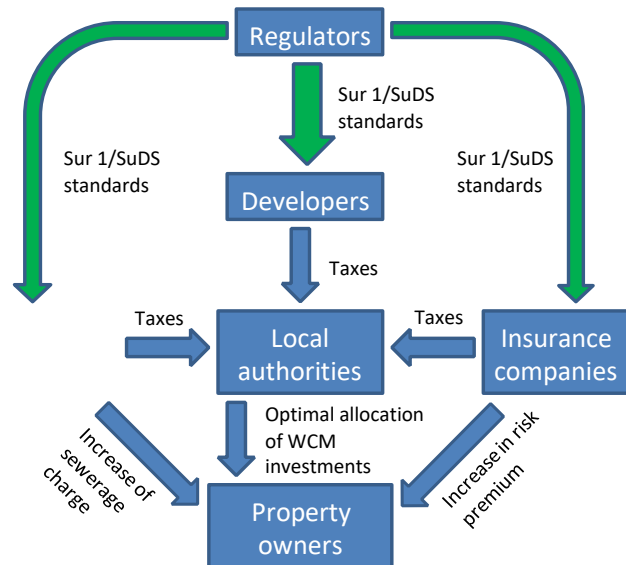 Regulators
Sur 1/SuDS
standards
Sur 1/SuDS
standards
Sur 1/SuDS
standards
Developers
Taxes
Taxes
Taxes
Local
authorities
Insurance
companies
Optimal allocation
of WCM
investments
Increase of
sewerage
charge
Increase in risk
premium
Property
owners